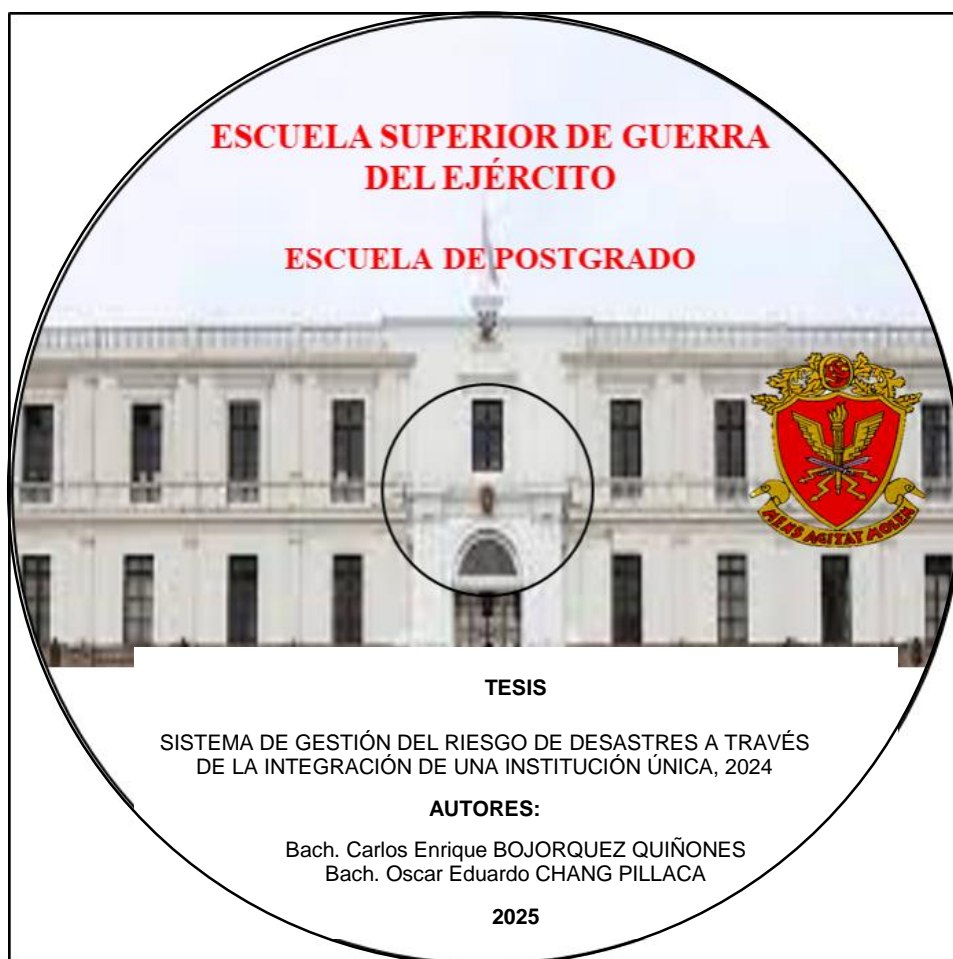 ESCUELA SUPERIOR DE GUERRA
DEL EJÉRCITO
ESCUELA DE POSTGRADO
MENS AGITAT MOLEM
TESIS
SISTEMA DE GESTIÓN DEL RIESGO DE DESASTRES A TRAVÉS
DE LA INTEGRACIÓN DE UNA INSTITUCIÓN ÚNICA, 2024
AUTORES:
Bach. Carlos Enrique BOJORQUEZ QUIÑONES
Bach. Oscar Eduardo CHANG PILLACA
2025